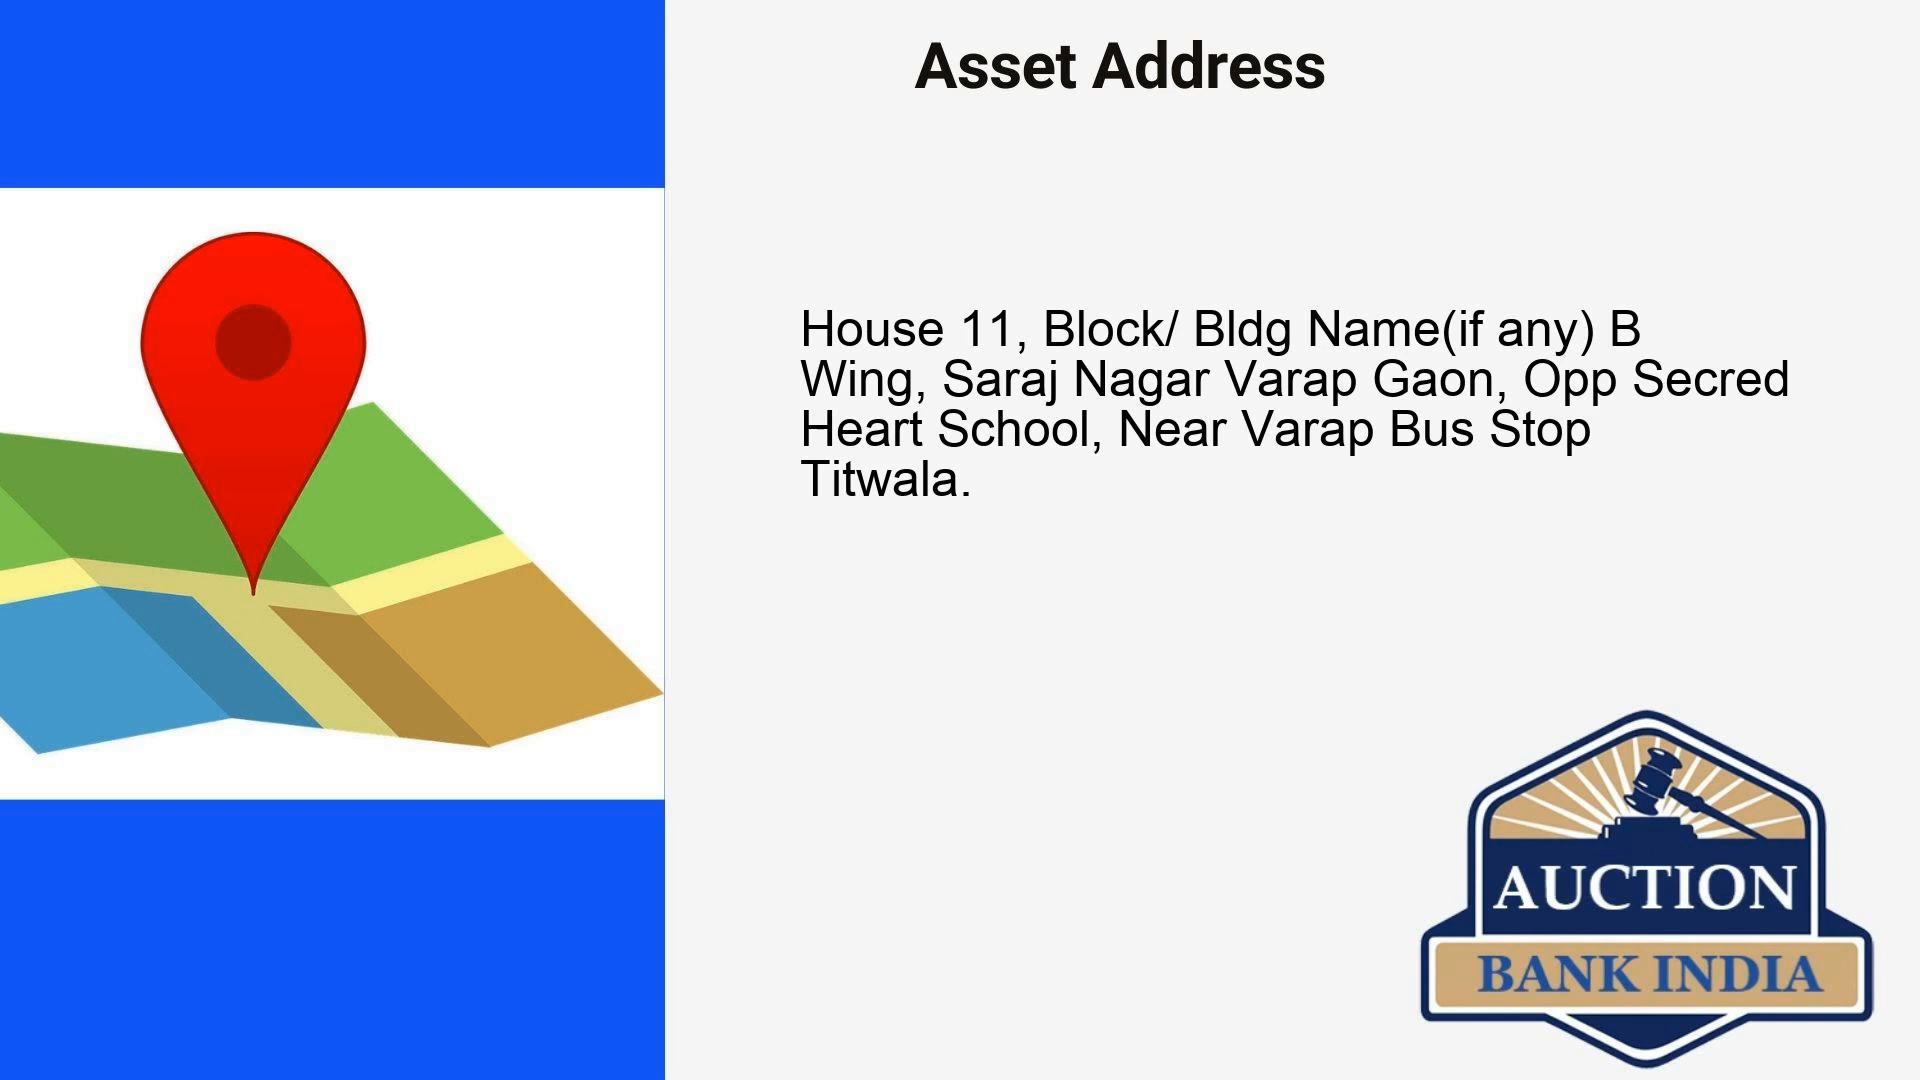 Asset Address
House 11, Block/ Bldg Name(if any) B
Wing, Saraj Nagar Varap Gaon, Opp Secred
Heart School, Near Varap Bus Stop
Titwala.
AUCTION
BANK INDIA